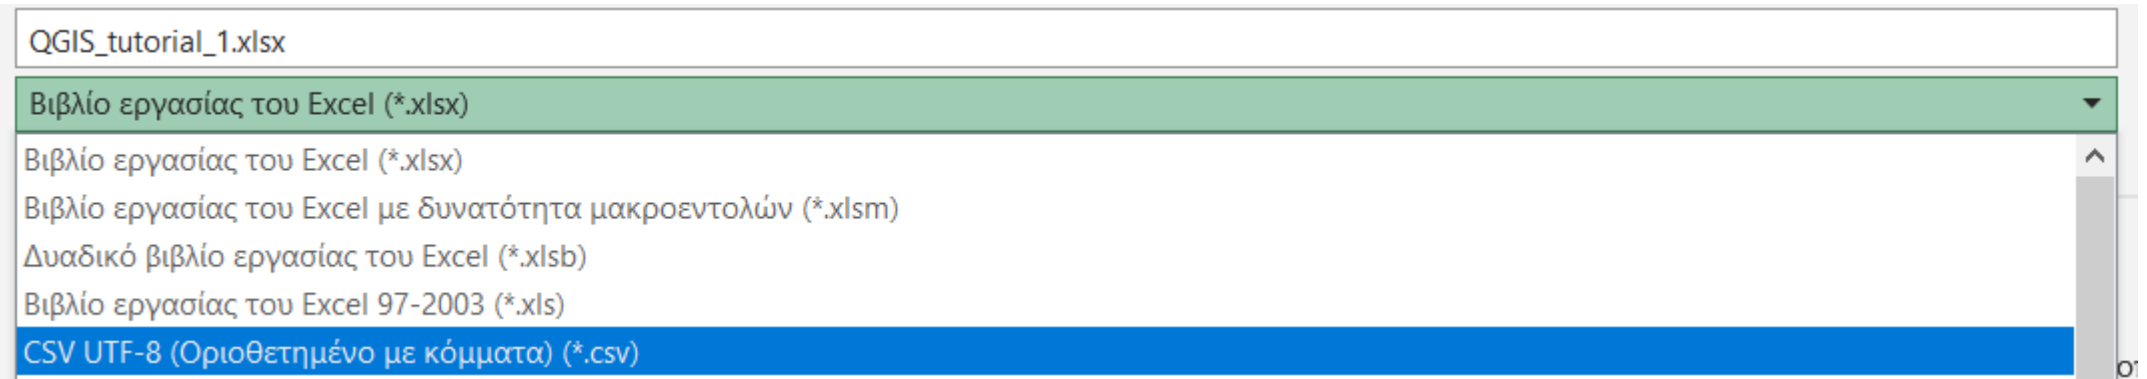 QGIS_tutorial_1.xlsx
Βιβλίο εργασίας του Excel (*.xlsx)
Βιβλίο εργασίας του Excel (*.xlsx)
Βιβλίο εργασίας του Excel με δυνατότητα μακροεντολών (*.xlsm)
Δυαδικό βιβλίο εργασίας του Excel (*.xlsb)
Βιβλίο εργασίας του Excel 97-2003 (*.xls)
CSV UTF-8 (Οριοθετημένο με κόμματα) (*.csv)